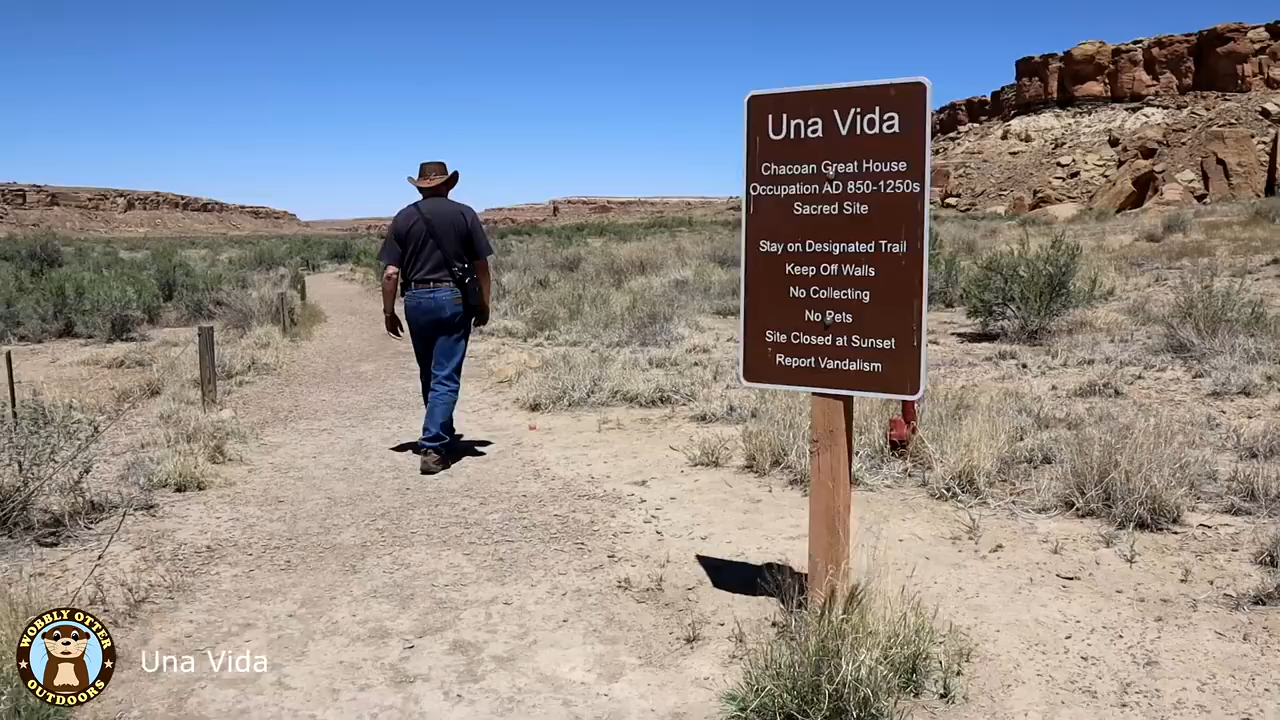 Una Vida
Chacoan Great House
Occupation AD 850-1250s
Sacred Site
Stay on Designated Trail
Keep Off Walls
No Collecting
No Pets
Site Closed at Sunset
Report Vandalism
WOBBLY OTTER
OUTDOORS
Una Vida